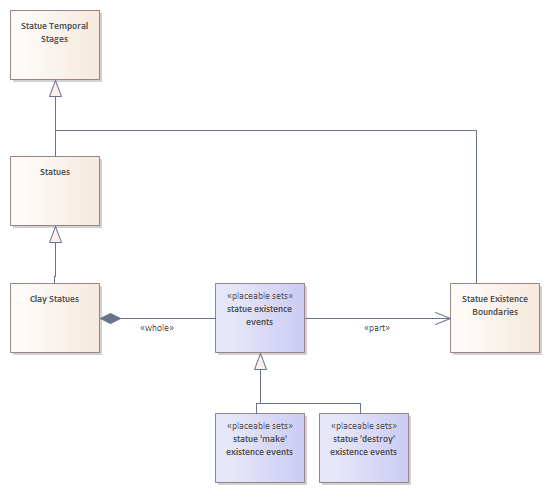 Statue Temporal
Stages
Statues
Clay Statues
«placeable sets»
statue existence
events
Statue Existence
Boundaries
«whole»
«part»
«placeable sets»
statue 'make'
existence events
«placeable sets»
statue 'destroy'
existence events